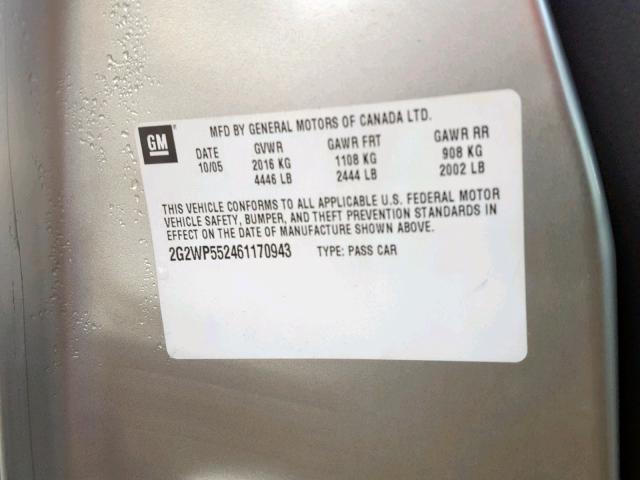 GM
MFD BY GENERAL MOTORS OF CANADA LTD.
DATE GVWR GAWR FRT GAWR RR
10/05 2016 KG 1108 KG 908 KG
4446 LB 2444 LB 2002 LB
THIS VEHICLE CONFORMS TO ALL APPLICABLE U.S. FEDERAL MOTOR
VEHICLE SAFETY, BUMPER, AND THEFT PREVENTION STANDARDS IN
EFFECT ON THE DATE OF MANUFACTURE SHOWN ABOVE.
2G2WP552461170943 TYPE: PASS CAR